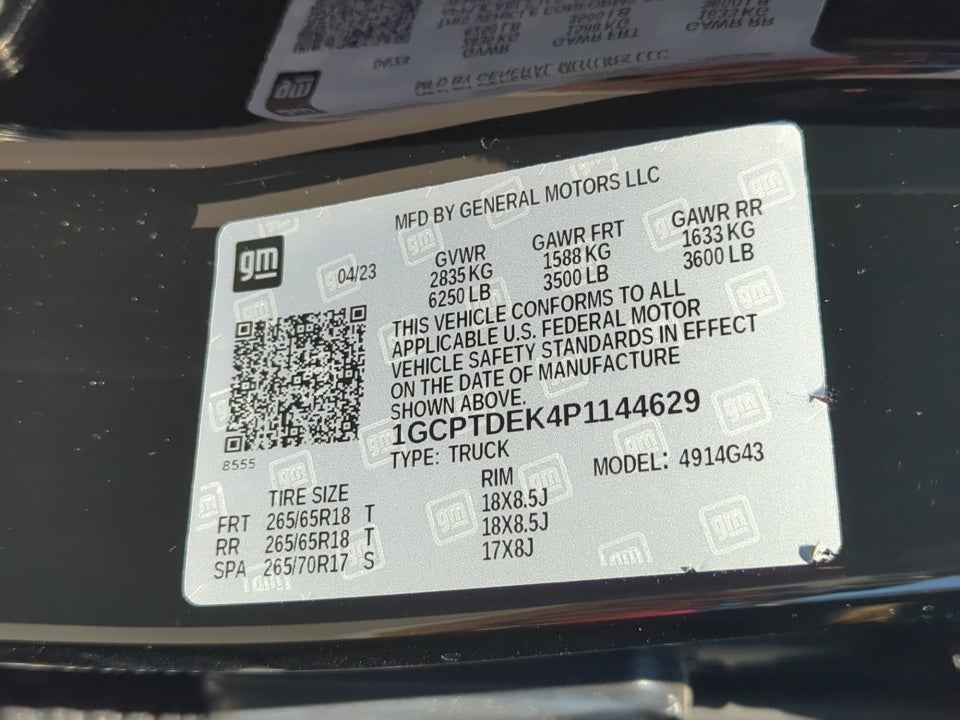 MFD BY GENERAL MOTORS LLC
gm
04/23
GVWR
2835 KG
6250 LB
GAWR FRT
1588 KG
3500 LB
GAWR RR
1633 KG
3600 LB
THIS VEHICLE CONFORMS TO ALL
APPLICABLE U.S. FEDERAL MOTOR
VEHICLE SAFETY STANDARDS IN EFFECT
ON THE DATE OF MANUFACTURE
SHOWN ABOVE.
1GCPTDEK4P1144629
8555
TYPE: TRUCK
MODEL: 4914G43
TIRE SIZE RIM
FRT 265/65R18 T 18X8.5J
RR 265/65R18 T 18X8.5J
SPA 265/70R17 S 17X8J